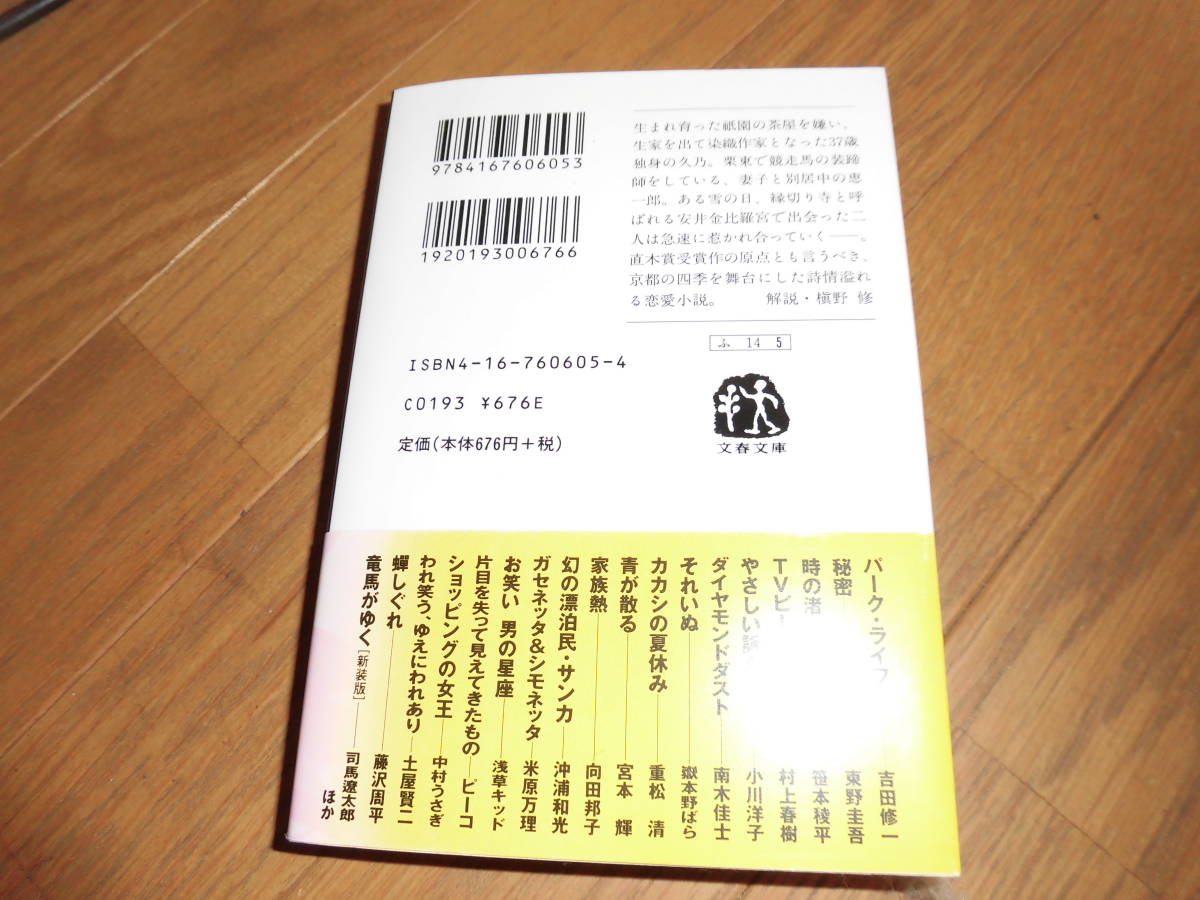 9784167606053
1920193006766
生まれ育った祇園の茶屋を嫌い、
生家を出て染織作家となった37歳
独身の久乃。栗東で競走馬の装蹄
師をしている、妻子と別居中の恵
一郎。ある雪の日、縁切り寺と呼
ばれる安井金比羅宮で出会った二
人は急速に惹かれ合っていく――。
直木賞受賞作の原点とも言うべき、
京都の四季を舞台にした詩情溢れ
る恋愛小説。 解説・槇野 修
ふ 14 5
ISBN4-16-760605-4
C0193 ¥676E
定価(本体676円+税)
文春文庫
パーク・ライフ 吉田修一
秘密 東野圭吾
時の渚 笹本稜平
TVピー 村上春樹
やさしい 小川洋子
ダイヤモンドダスト 南木佳士
それいぬ 嶽本野ばら
カカシの夏休み 重松 清
青が散る 宮本 輝
家族熱 向田邦子
幻の漂泊民・サンカ 沖浦和光
ガセネッタ&シモネッタ 米原万理
お笑い 男の星座 浅草キッド
片目を失って見えてきたもの ピーコ
ショッピングの女王 中村うさぎ
われ笑う、ゆえにわれあり 土屋賢二
蟬しぐれ 藤沢周平
竜馬がゆく[新装版] 司馬遼太郎
ほか